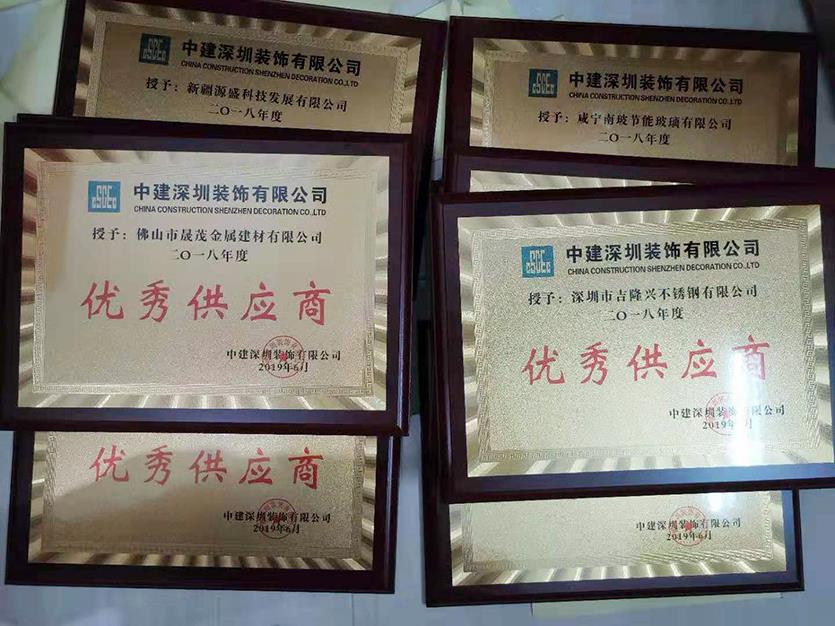 中建深圳装饰有限公司
CHINA CONSTRUCTION SHENZHEN DECORATION CO.,LTD
授予：新疆源盛科技发展有限公司
二〇一八年度
中建深圳装饰有限公司
CHINA CONSTRUCTION SHENZHEN DECORATION CO.,LTD
授予：咸宁南玻节能玻璃有限公司
二〇一八年度
中建深圳装饰有限公司
CHINA CONSTRUCTION SHENZHEN DECORATION CO.,LTD
授予：佛山市晟茂金属建材有限公司
二〇一八年度
优秀供应商
中建深圳装饰有限公司
2019年6月
中建深圳装饰有限公司
CHINA CONSTRUCTION SHENZHEN DECORATION CO.,LTD
授予：深圳市吉隆兴不锈钢有限公司
二〇一八年度
优秀供应商
中建深圳装饰有限公司
2019年6月
优秀供应商
中建深圳装饰有限公司
2019年6月
中建深圳装饰有限公司
2019年6月